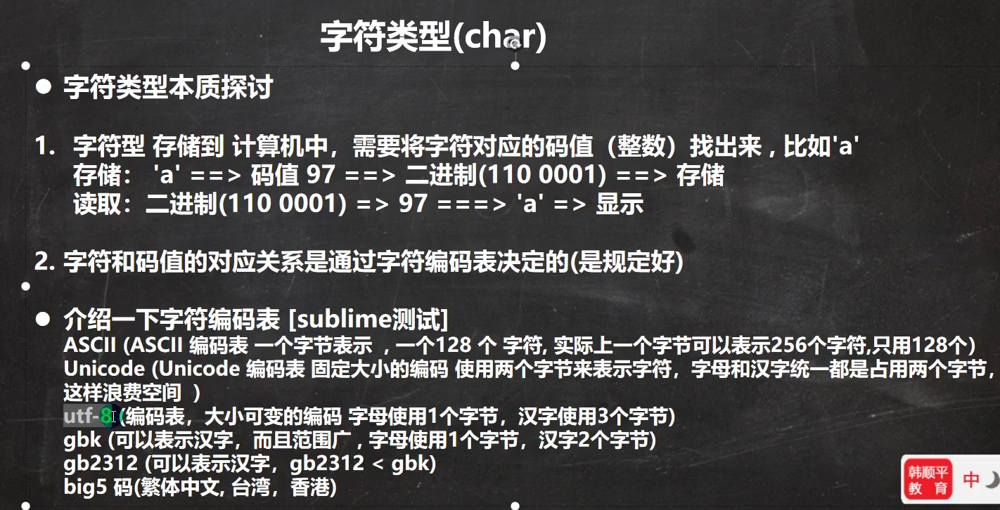 字符类型(char)
● 字符类型本质探讨
1. 字符型 存储到 计算机中，需要将字符对应的码值（整数）找出来 , 比如'a'
存储： 'a' ==> 码值 97 ==> 二进制(110 0001) ==> 存储
读取：二进制(110 0001) => 97 ===> 'a' => 显示
2. 字符和码值的对应关系是通过字符编码表决定的(是规定好)
● 介绍一下字符编码表 [sublime测试]
ASCII (ASCII 编码表 一个字节表示 , 一个128 个 字符, 实际上一个字节可以表示256个字符,只用128个）
Unicode (Unicode 编码表 固定大小的编码 使用两个字节来表示字符，字母和汉字统一都是占用两个字节，
这样浪费空间 ）
utf-8 (编码表，大小可变的编码 字母使用1个字节，汉字使用3个字节)
gbk (可以表示汉字，而且范围广 , 字母使用1个字节，汉字2个字节)
gb2312 (可以表示汉字，gb2312 < gbk)
big5 码(繁体中文, 台湾，香港)
韩顺平
教 育
中